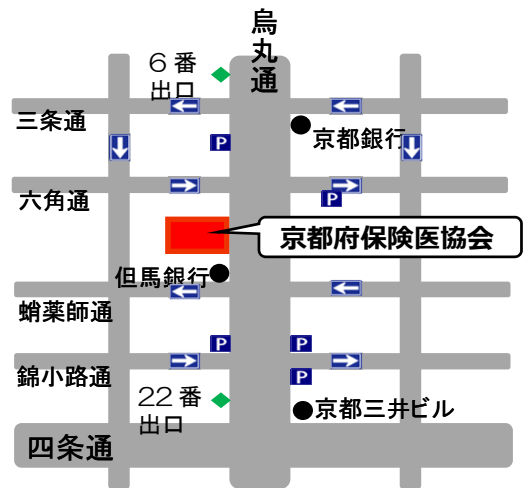 烏丸通
6番
出口
三条通
P
京都銀行
六角通
P
京都府保険医協会
但馬銀行
蛸薬師通
P
P
錦小路通
P
22番
出口
京都三井ビル
四条通